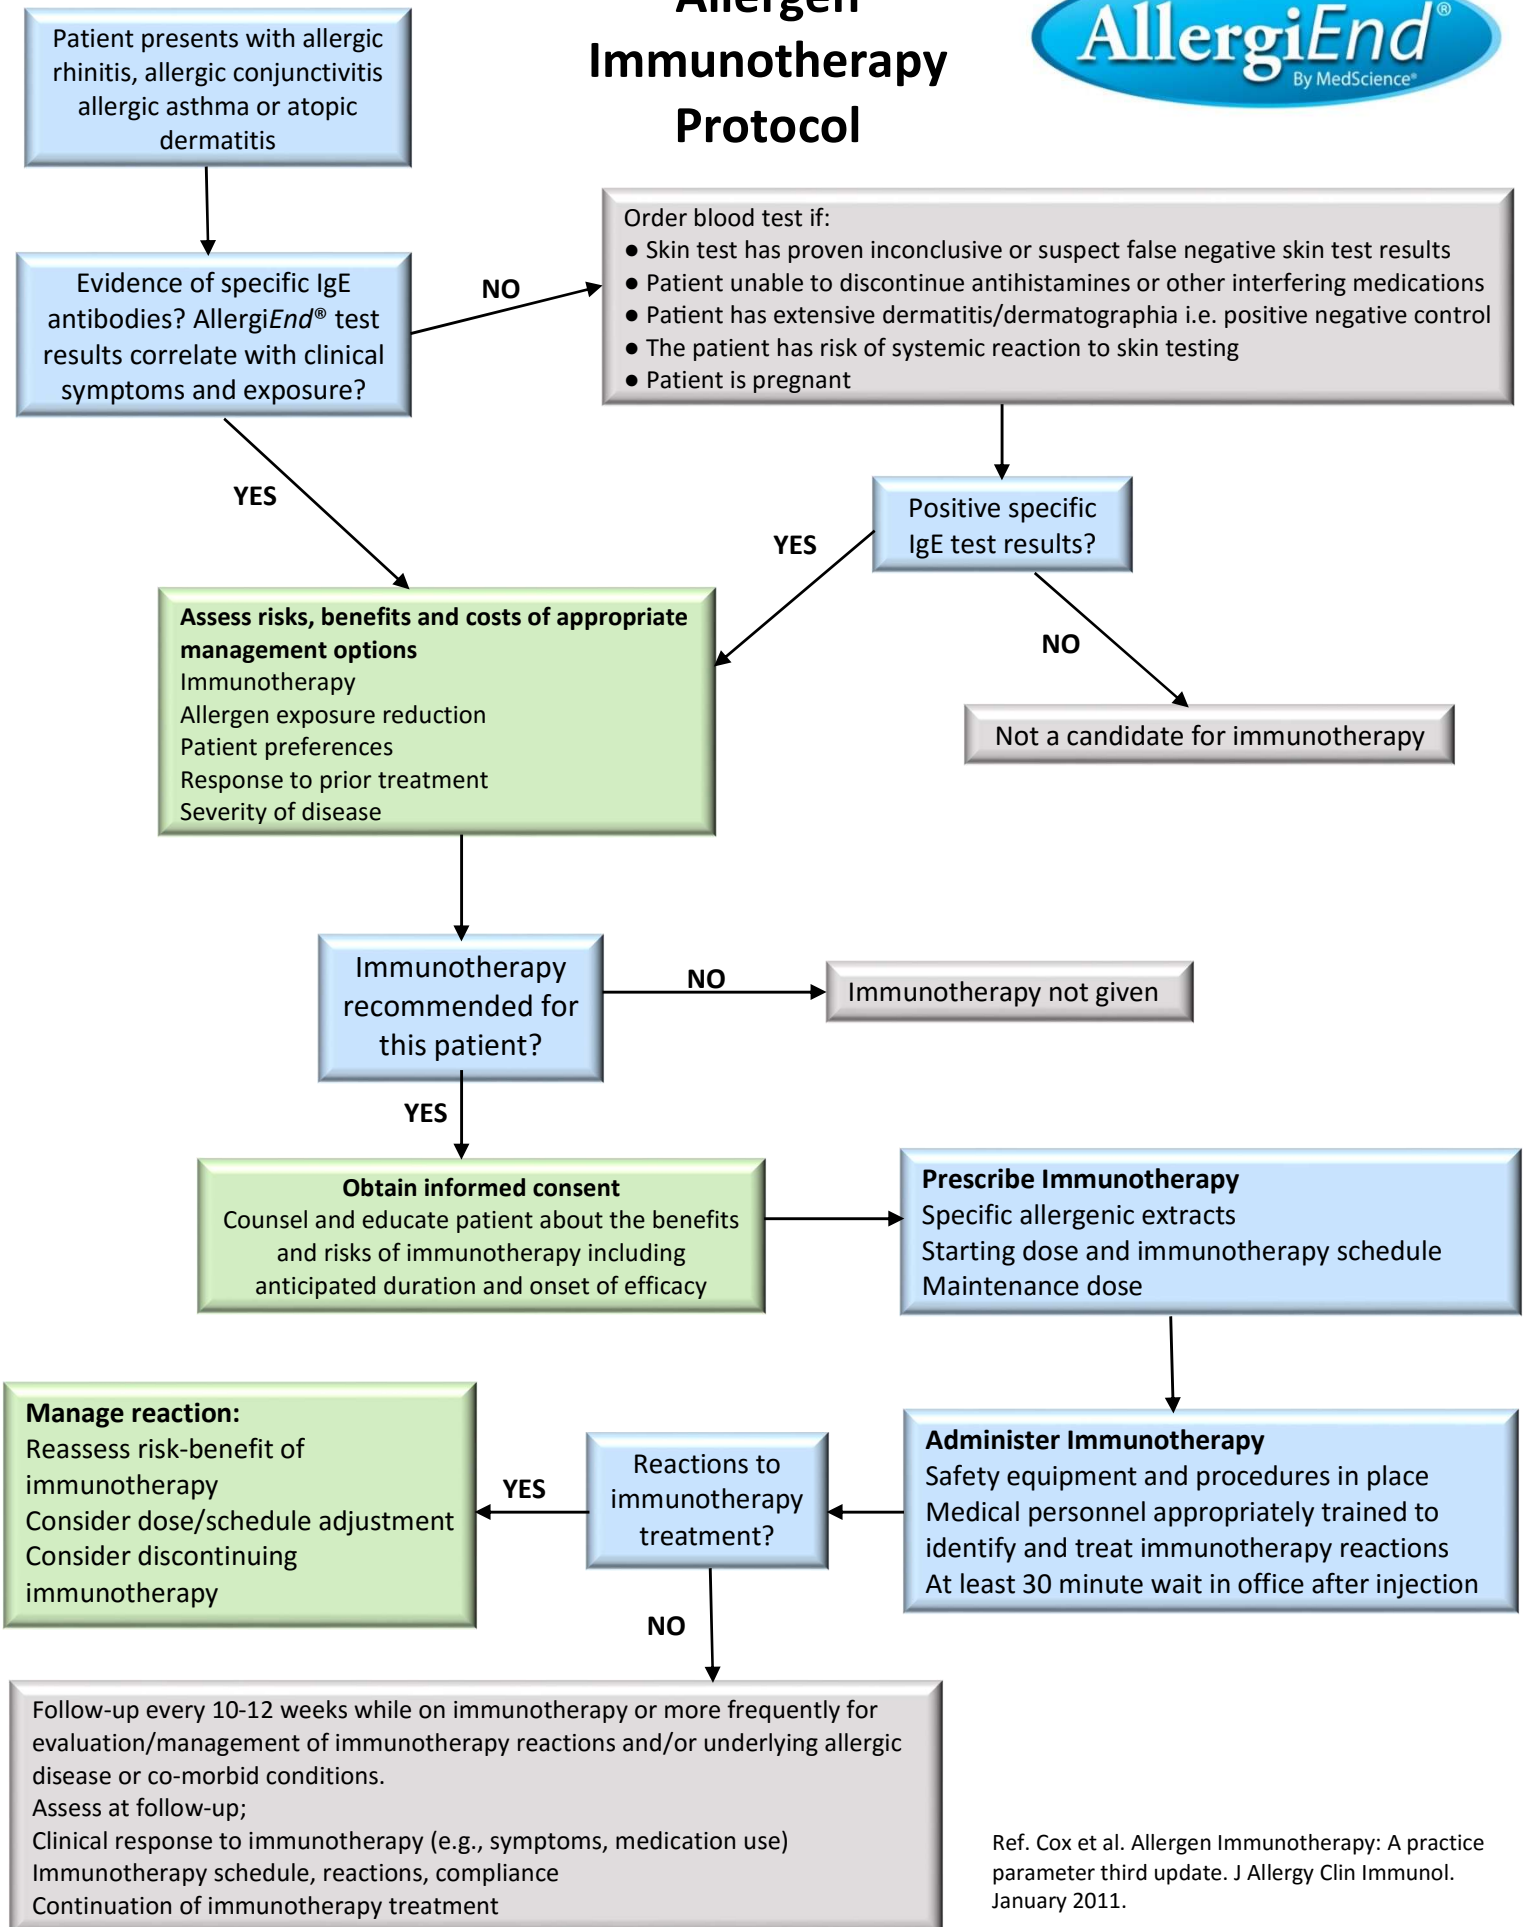 Allergen
Immunotherapy
Protocol
AllergiEnd®
By MedScience®
Patient presents with allergic
rhinitis, allergic conjunctivitis
allergic asthma or atopic
dermatitis
Evidence of specific IgE
antibodies? AllergiEnd® test
results correlate with clinical
symptoms and exposure?
NO
Order blood test if:
● Skin test has proven inconclusive or suspect false negative skin test results
● Patient unable to discontinue antihistamines or other interfering medications
● Patient has extensive dermatitis/dermatographia i.e. positive negative control
● The patient has risk of systemic reaction to skin testing
● Patient is pregnant
YES
Positive specific
IgE test results?
YES
NO
Not a candidate for immunotherapy
Assess risks, benefits and costs of appropriate
management options
Immunotherapy
Allergen exposure reduction
Patient preferences
Response to prior treatment
Severity of disease
Immunotherapy
recommended for
this patient?
NO
Immunotherapy not given
YES
Obtain informed consent
Counsel and educate patient about the benefits
and risks of immunotherapy including
anticipated duration and onset of efficacy
Prescribe Immunotherapy
Specific allergenic extracts
Starting dose and immunotherapy schedule
Maintenance dose
Administer Immunotherapy
Safety equipment and procedures in place
Medical personnel appropriately trained to
identify and treat immunotherapy reactions
At least 30 minute wait in office after injection
Reactions to
immunotherapy
treatment?
YES
Manage reaction:
Reassess risk-benefit of
immunotherapy
Consider dose/schedule adjustment
Consider discontinuing
immunotherapy
NO
Follow-up every 10-12 weeks while on immunotherapy or more frequently for
evaluation/management of immunotherapy reactions and/or underlying allergic
disease or co-morbid conditions.
Assess at follow-up;
Clinical response to immunotherapy (e.g., symptoms, medication use)
Immunotherapy schedule, reactions, compliance
Continuation of immunotherapy treatment
Ref. Cox et al. Allergen Immunotherapy: A practice
parameter third update. J Allergy Clin Immunol.
January 2011.